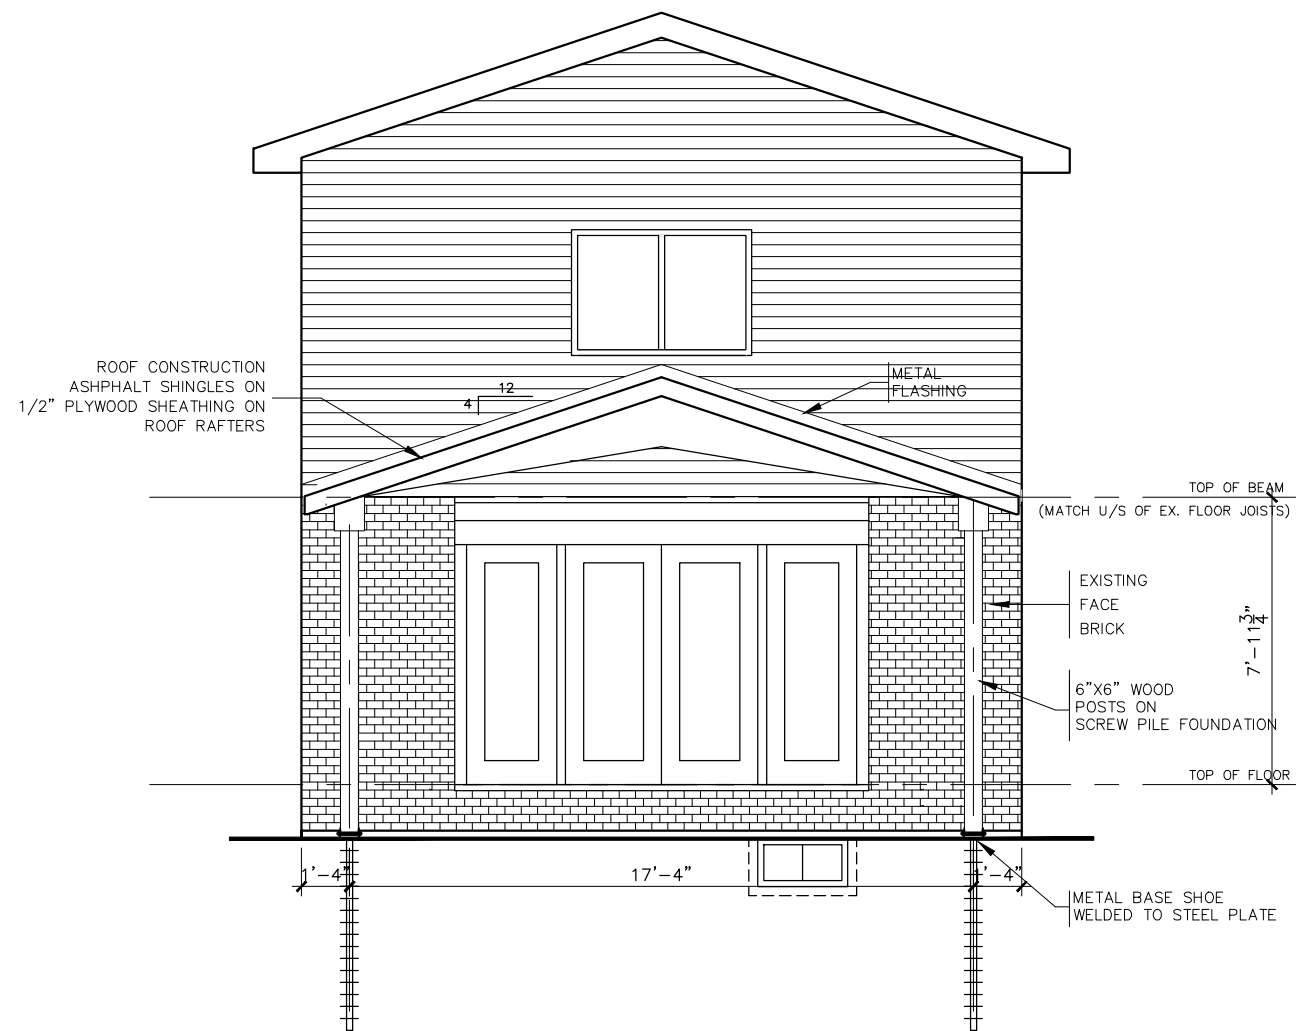 ROOF CONSTRUCTION
ASHPHALT SHINGLES ON
1/2" PLYWOOD SHEATHING ON
ROOF RAFTERS
12
4
METAL
FLASHING
TOP OF BEAM
(MATCH U/S OF EX. FLOOR JOISTS)
EXISTING
FACE
BRICK
7'-11 3/4"
6"X6" WOOD
POSTS ON
SCREW PILE FOUNDATION
TOP OF FLOOR
1'-4"
17'-4"
1'-4"
METAL BASE SHOE
WELDED TO STEEL PLATE